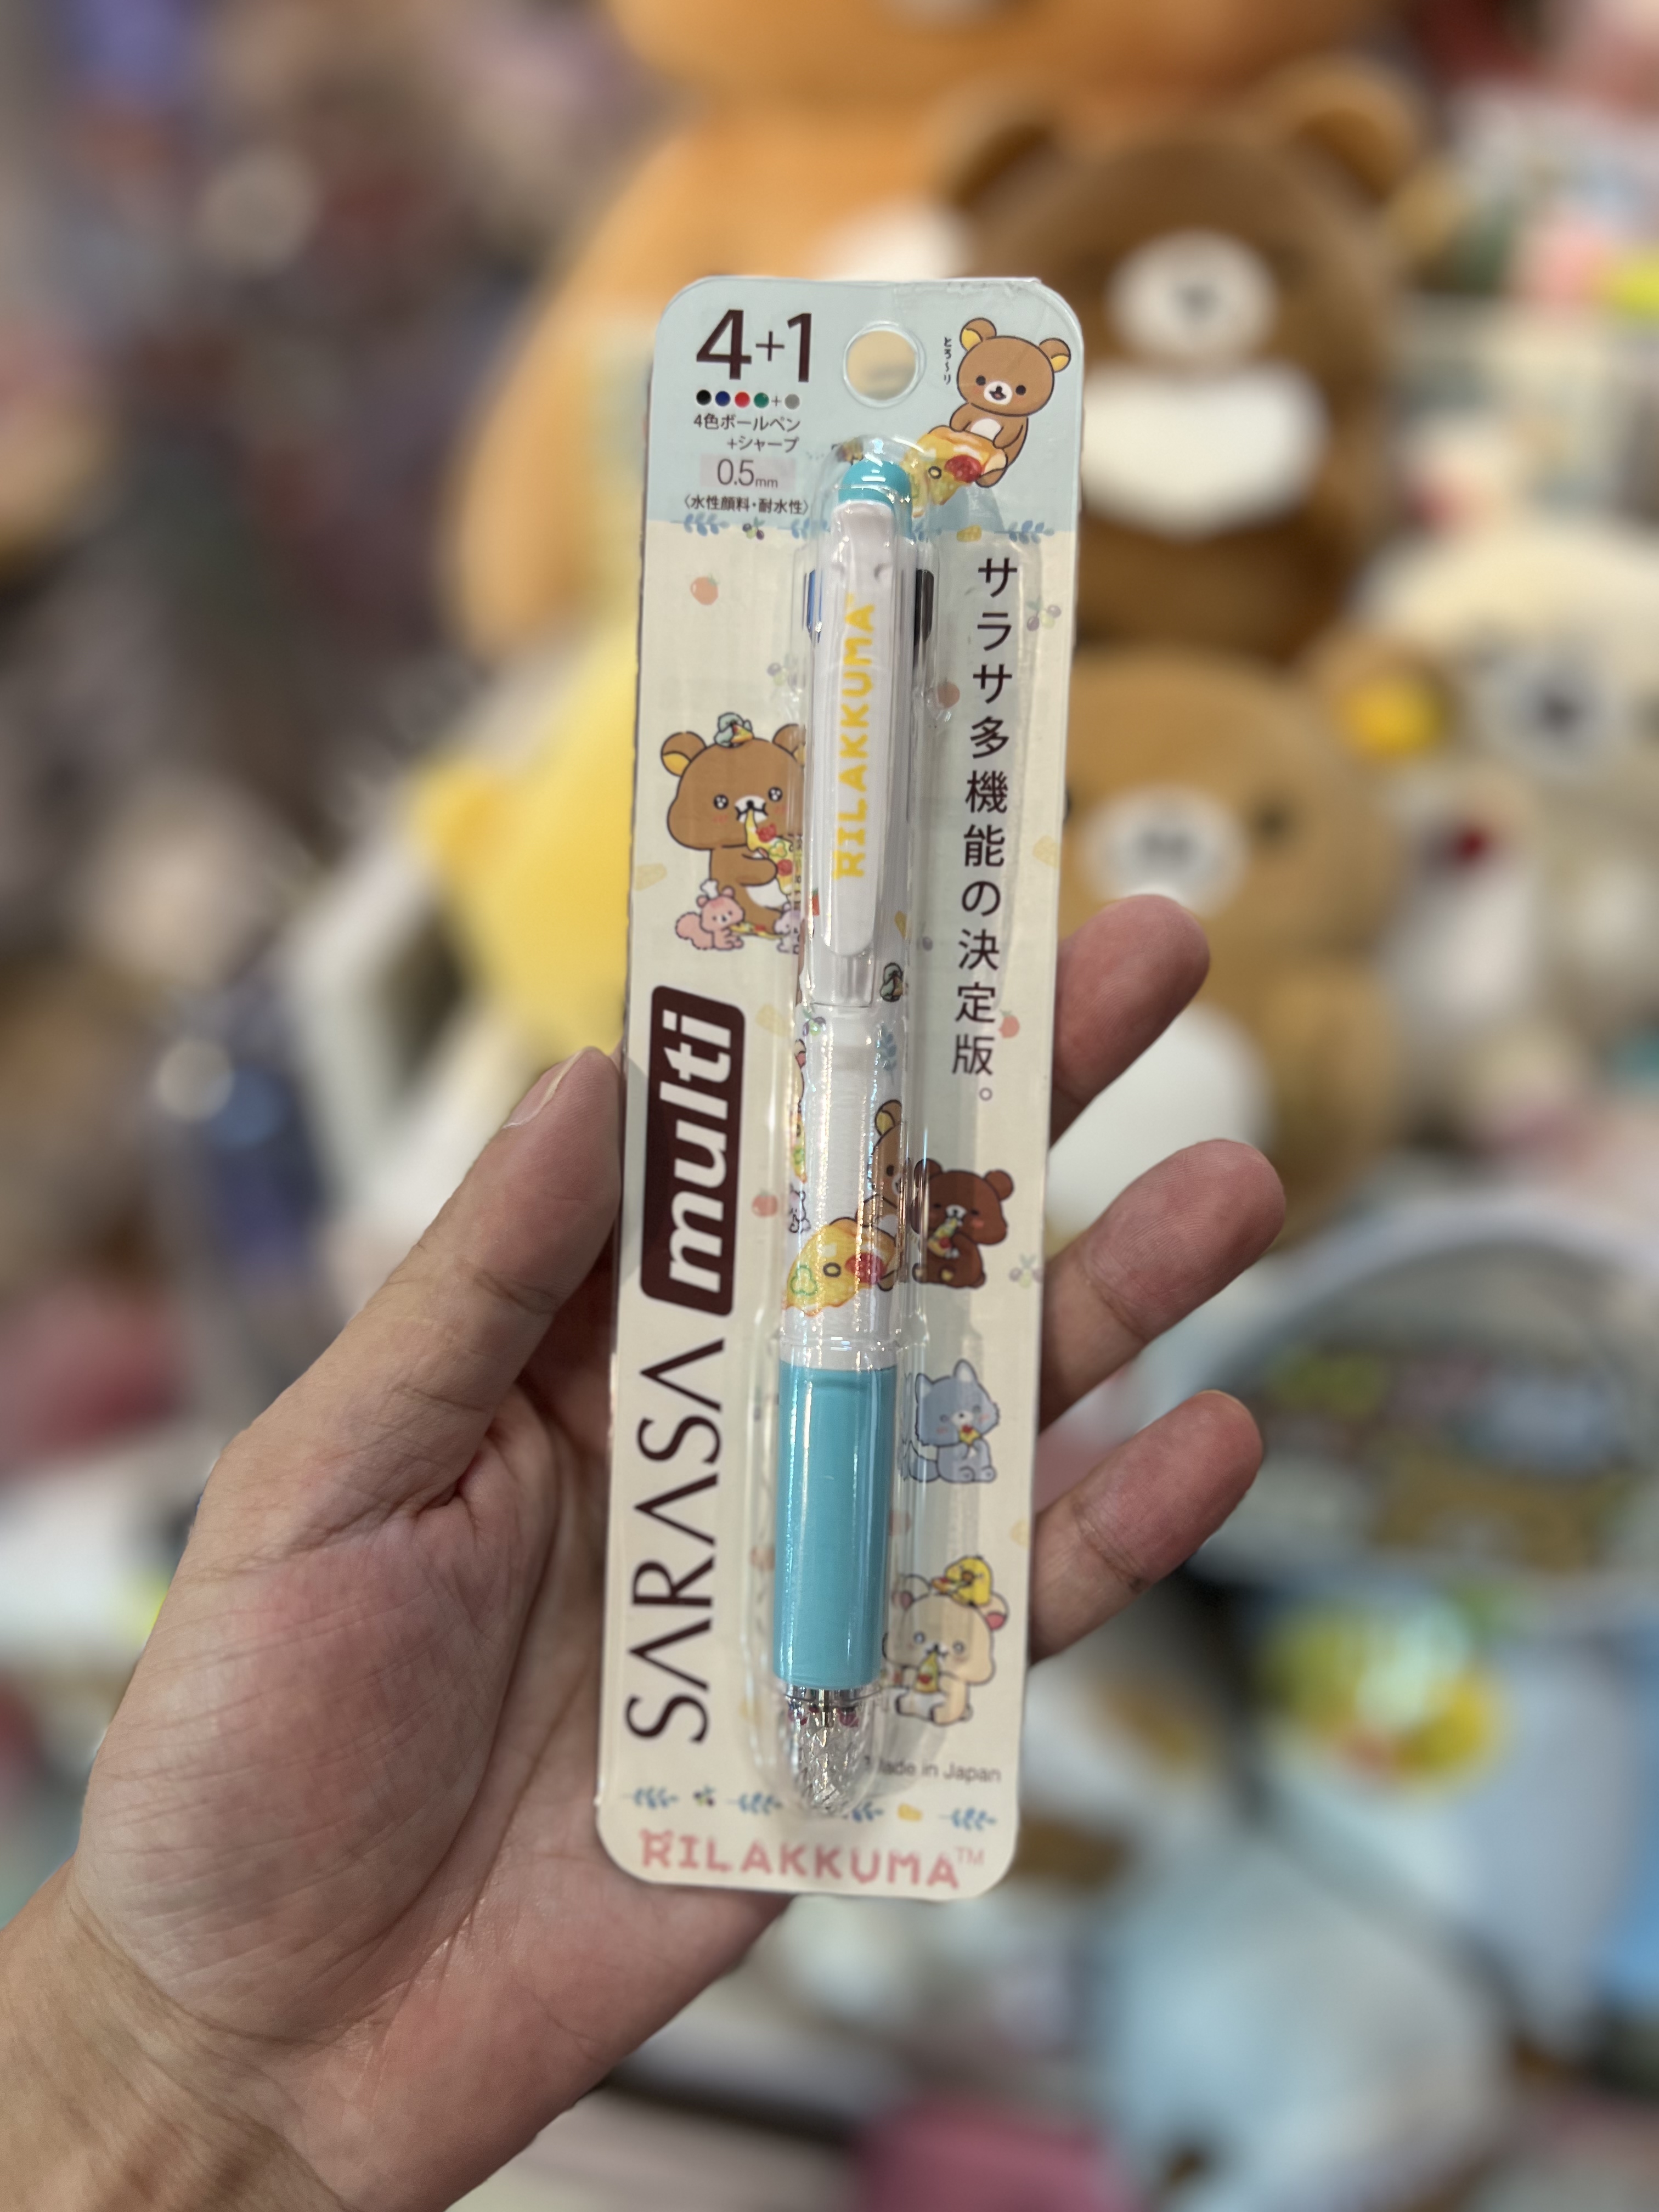 4+1
+
4色ボールペン
+シャープ
0.5mm
〈水性顔料・耐水性〉
とろ〜り
RILAKKUMA
サラサ多機能の決定版。
SARASA multi
Made in Japan
RILAKKUMA™